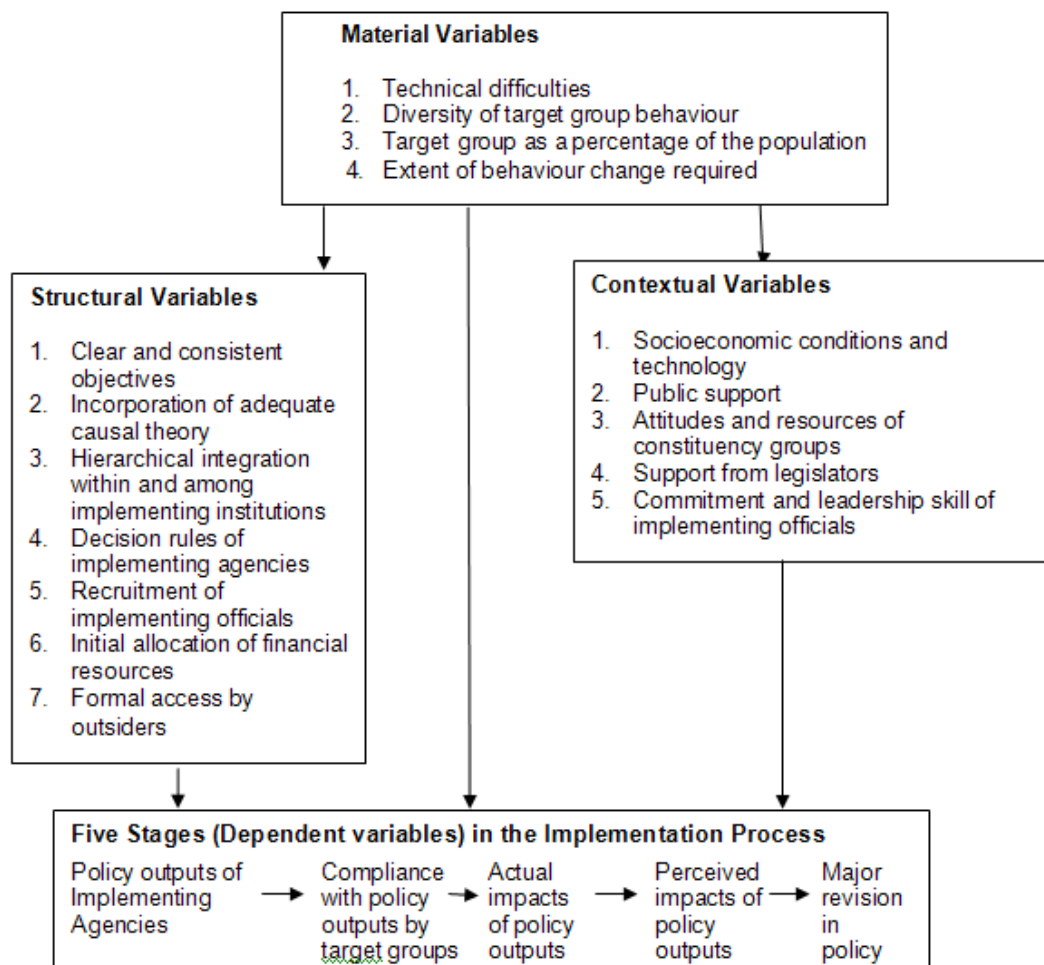 Material Variables
1. Technical difficulties
2. Diversity of target group behaviour
3. Target group as a percentage of the population
4. Extent of behaviour change required
Structural Variables
1. Clear and consistent
objectives
2. Incorporation of adequate
causal theory
3. Hierarchical integration
within and among
implementing institutions
4. Decision rules of
implementing agencies
5. Recruitment of
implementing officials
6. Initial allocation of financial
resources
7. Formal access by
outsiders
Contextual Variables
1. Socioeconomic conditions and
technology
2. Public support
3. Attitudes and resources of
constituency groups
4. Support from legislators
5. Commitment and leadership skill of
implementing officials
Five Stages (Dependent variables) in the Implementation Process
Policy outputs of
Implementing
Agencies
Compliance
with policy
outputs by
target groups
Actual
impacts
of policy
outputs
Perceived
impacts of
policy
outputs
Major
revision
in
policy